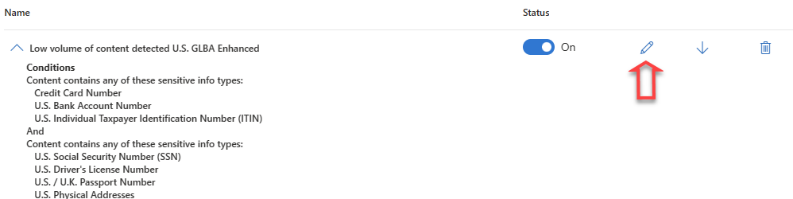 Name Status
Low volume of content detected U.S. GLBA Enhanced On
Conditions
Content contains any of these sensitive info types:
Credit Card Number
U.S. Bank Account Number
U.S. Individual Taxpayer Identification Number (ITIN)
And
Content contains any of these sensitive info types:
U.S. Social Security Number (SSN)
U.S. Driver's License Number
U.S. / U.K. Passport Number
U.S. Physical Addresses